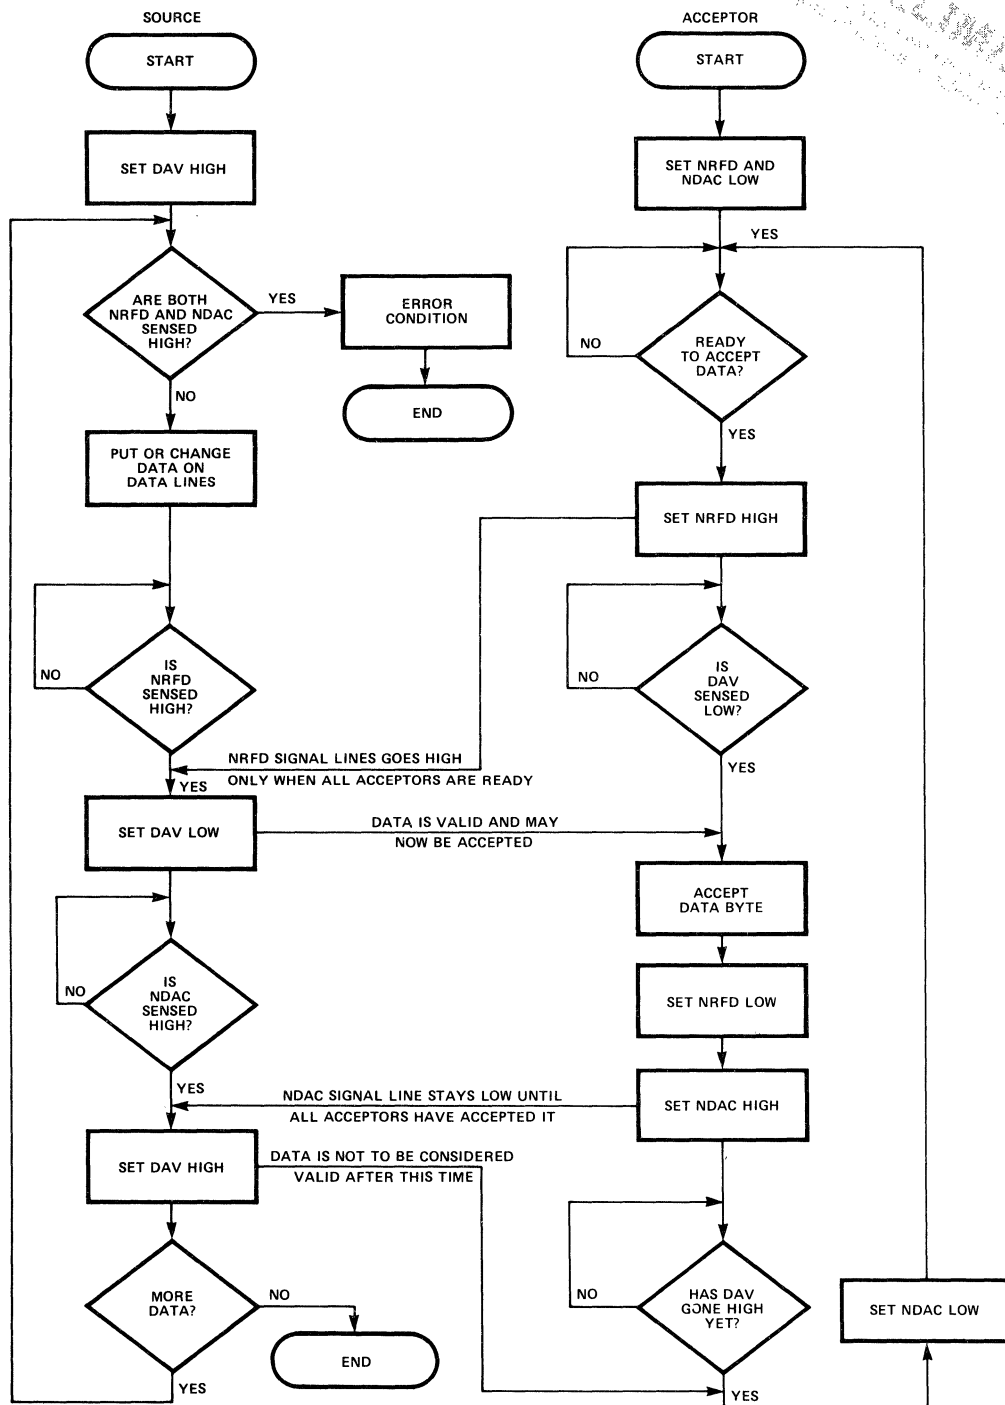 SOURCE
START
SET DAV HIGH
ARE BOTH
NRFD AND NDAC
SENSED
HIGH?
YES
ERROR
CONDITION
END
NO
PUT OR CHANGE
DATA ON
DATA LINES
IS
NRFD
SENSED
HIGH?
NO
NRFD SIGNAL LINES GOES HIGH
ONLY WHEN ALL ACCEPTORS ARE READY
YES
SET DAV LOW
DATA IS VALID AND MAY
NOW BE ACCEPTED
IS
NDAC
SENSED
HIGH?
NO
YES
NDAC SIGNAL LINE STAYS LOW UNTIL
ALL ACCEPTORS HAVE ACCEPTED IT
SET DAV HIGH
DATA IS NOT TO BE CONSIDERED
VALID AFTER THIS TIME
MORE
DATA?
NO
END
YES
ACCEPTOR
START
SET NRFD AND
NDAC LOW
YES
READY
TO ACCEPT
DATA?
NO
YES
SET NRFD HIGH
IS
DAV
SENSED
LOW?
NO
YES
ACCEPT
DATA BYTE
SET NRFD LOW
SET NDAC HIGH
HAS DAV
GONE HIGH
YET?
NO
YES
SET NDAC LOW